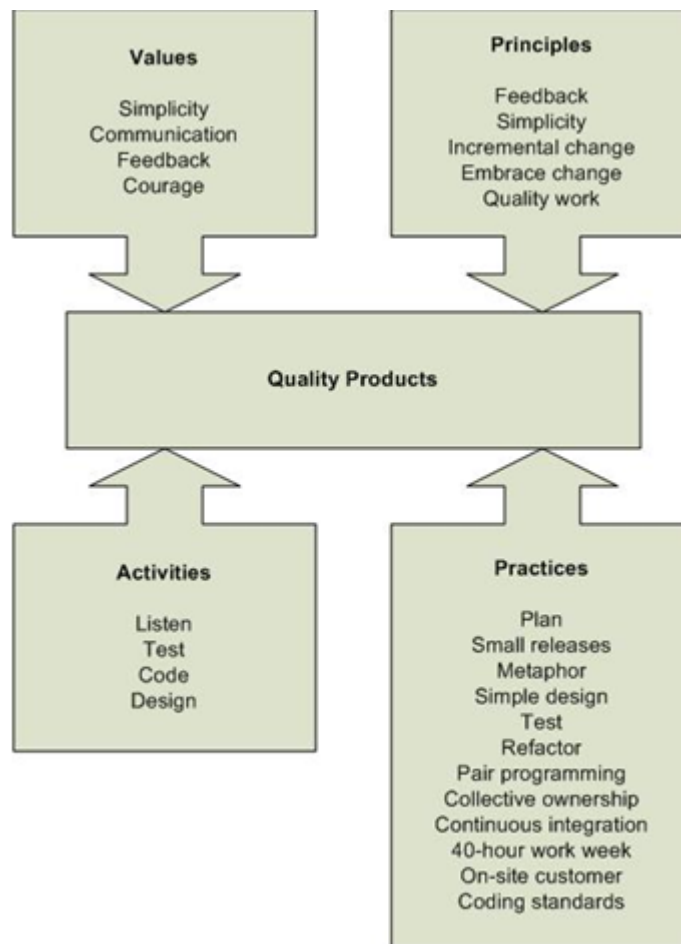 Values
Simplicity
Communication
Feedback
Courage
Principles
Feedback
Simplicity
Incremental change
Embrace change
Quality work
Quality Products
Activities
Listen
Test
Code
Design
Practices
Plan
Small releases
Metaphor
Simple design
Test
Refactor
Pair programming
Collective ownership
Continuous integration
40-hour work week
On-site customer
Coding standards